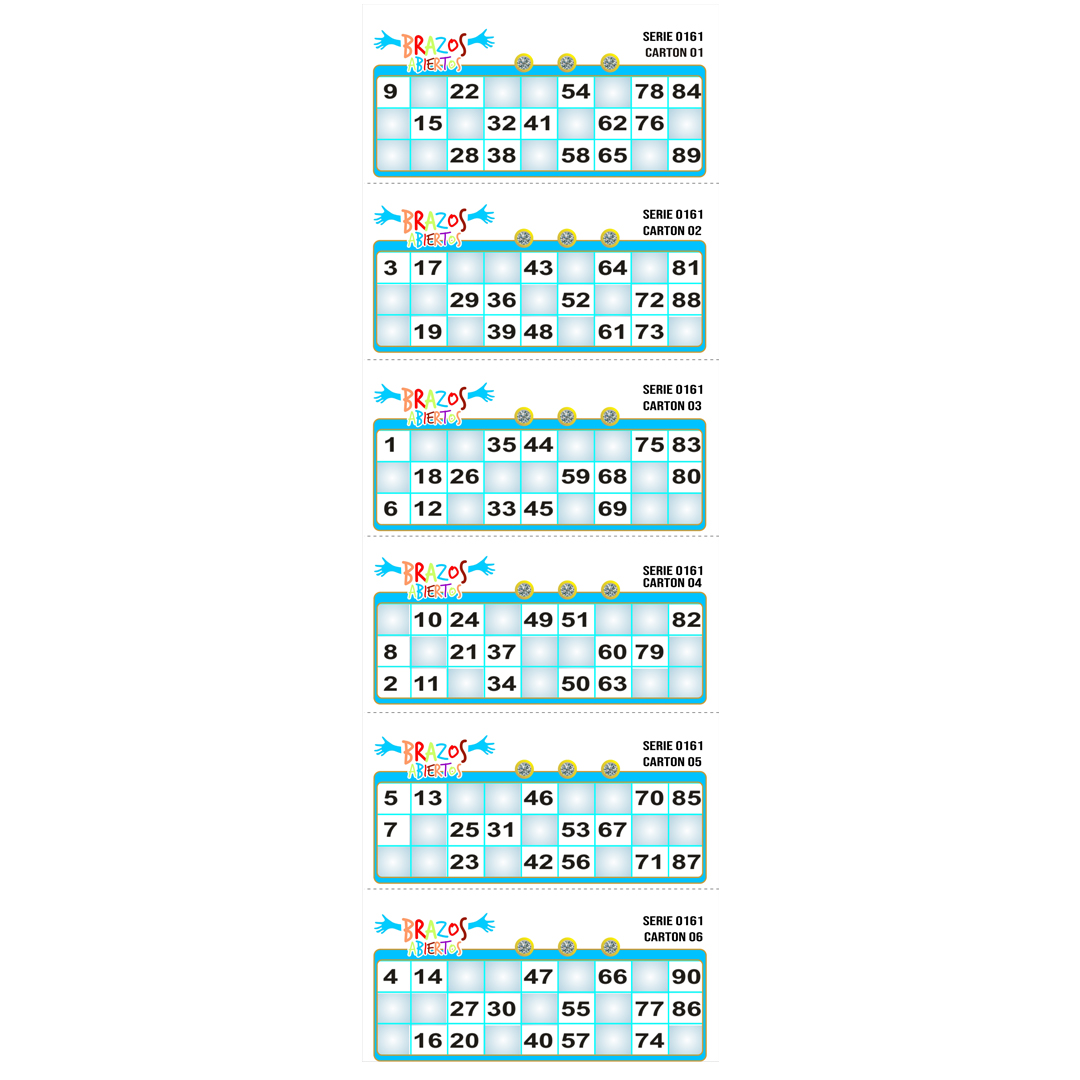 BRAZOS
ABIERTOS
SERIE 0161
CARTON 01
9 22 54 78 84
15 32 41 62 76
28 38 58 65 89
BRAZOS
ABIERTOS
SERIE 0161
CARTON 02
3 17 43 64 81
29 36 52 72 88
19 39 48 61 73
BRAZOS
ABIERTOS
SERIE 0161
CARTON 03
1 35 44 75 83
18 26 59 68 80
6 12 33 45 69
BRAZOS
ABIERTOS
SERIE 0161
CARTON 04
10 24 49 51 82
8 21 37 60 79
2 11 34 50 63
BRAZOS
ABIERTOS
SERIE 0161
CARTON 05
5 13 46 70 85
7 25 31 53 67
23 42 56 71 87
BRAZOS
ABIERTOS
SERIE 0161
CARTON 06
4 14 47 66 90
27 30 55 77 86
16 20 40 57 74